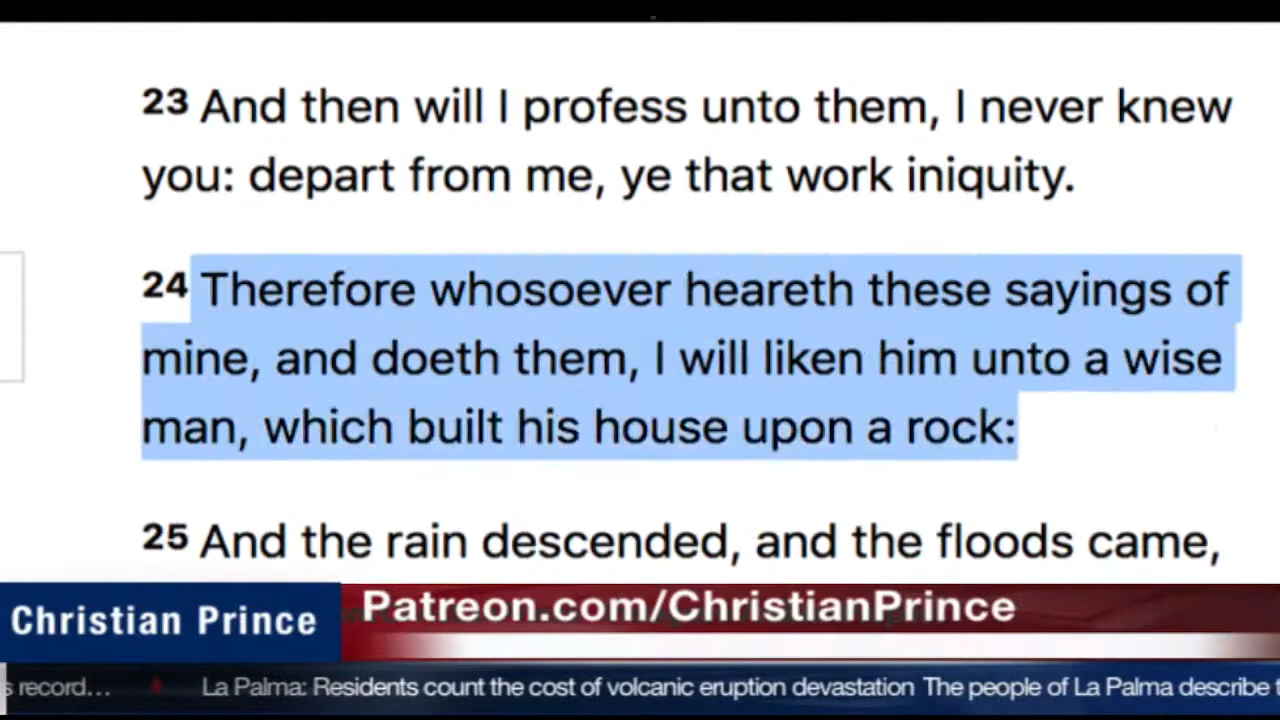 23 And then will I profess unto them, I never knew
you: depart from me, ye that work iniquity.
24 Therefore whosoever heareth these sayings of
mine, and doeth them, I will liken him unto a wise
man, which built his house upon a rock:
25 And the rain descended, and the floods came,
Christian Prince
Patreon.com/ChristianPrince
s record... La Palma: Residents count the cost of volcanic eruption devastation The people of La Palma describe t